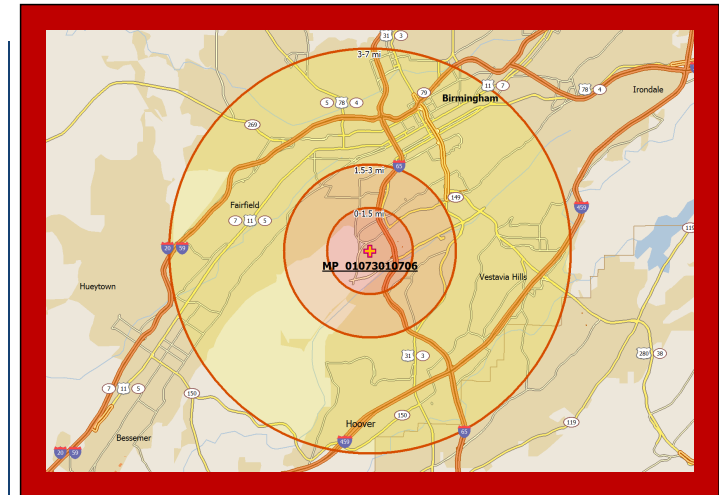 31 3
3-7 mi
11 7
78 4
Irondale
79
Birmingham
5 78 4
269
65
1.5-3 mi
149
Fairfield
459
0-1.5 mi
7 11 5
119
20 59
MP_01073010706
Vestavia Hills
Hueytown
31 3
280 38
7 11 5
150
150
119
Hoover
65
Bessemer
459
20 59